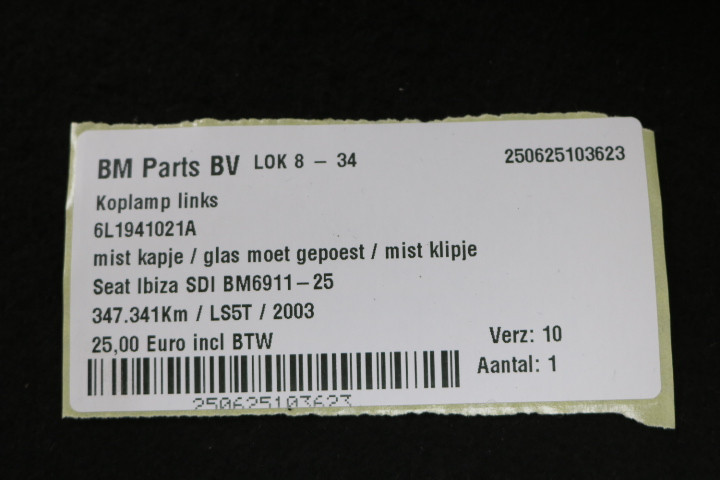 BM Parts BV LOK 8 - 34 250625103623
Koplamp links
6L1941021A
mist kapje / glas moet gepoest / mist klipje
Seat Ibiza SDI BM6911-25
347.341Km / LS5T / 2003
25,00 Euro incl BTW Verz: 10
Aantal: 1
250625103623